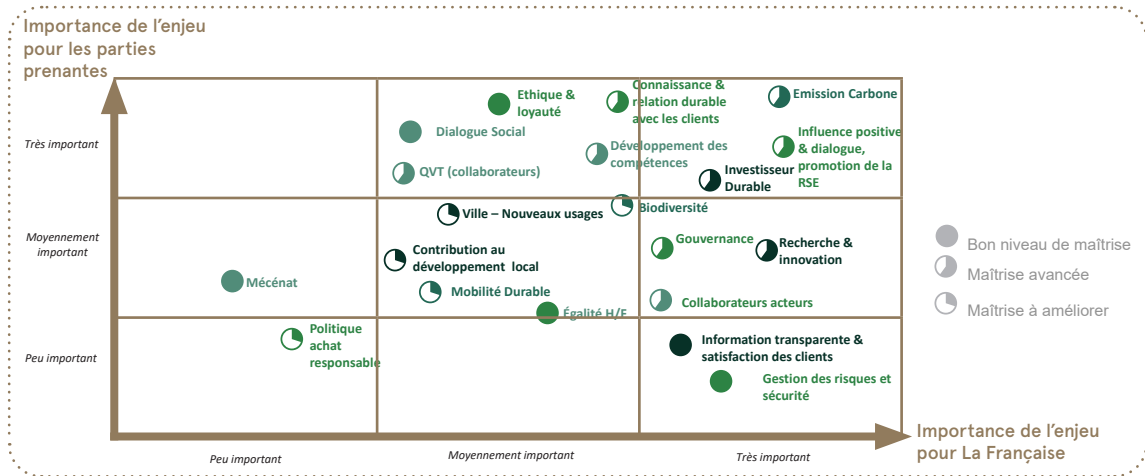 Importance de l'enjeu
pour les parties
prenantes
Ethique &
loyauté
Connaissance &
relation durable
avec les clients
Emission Carbone
Très important
Dialogue Social
Développement des
compétences
Influence positive
& dialogue,
promotion de la
RSE
QVT (collaborateurs)
Investisseur
Durable
Ville – Nouveaux usages
Biodiversité
Moyennement
important
Contribution au
développement local
Gouvernance
Recherche &
innovation
Mécénat
Mobilité Durable
Collaborateurs acteurs
Égalité H/F
Bon niveau de maîtrise
Maîtrise avancée
Maîtrise à améliorer
Peu important
Politique
achat
responsable
Information transparente &
satisfaction des clients
Gestion des risques et
sécurité
Importance de l'enjeu
pour La Française
Peu important
Moyennement important
Très important